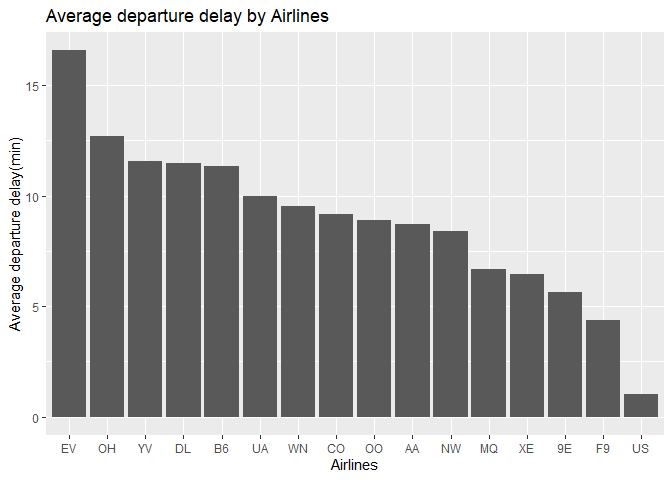 Average departure delay by Airlines
Average departure delay(min)
15
10
5
0
EV OH YV DL B6 UA WN CO OO AA NW MQ XE 9E F9 US
Airlines